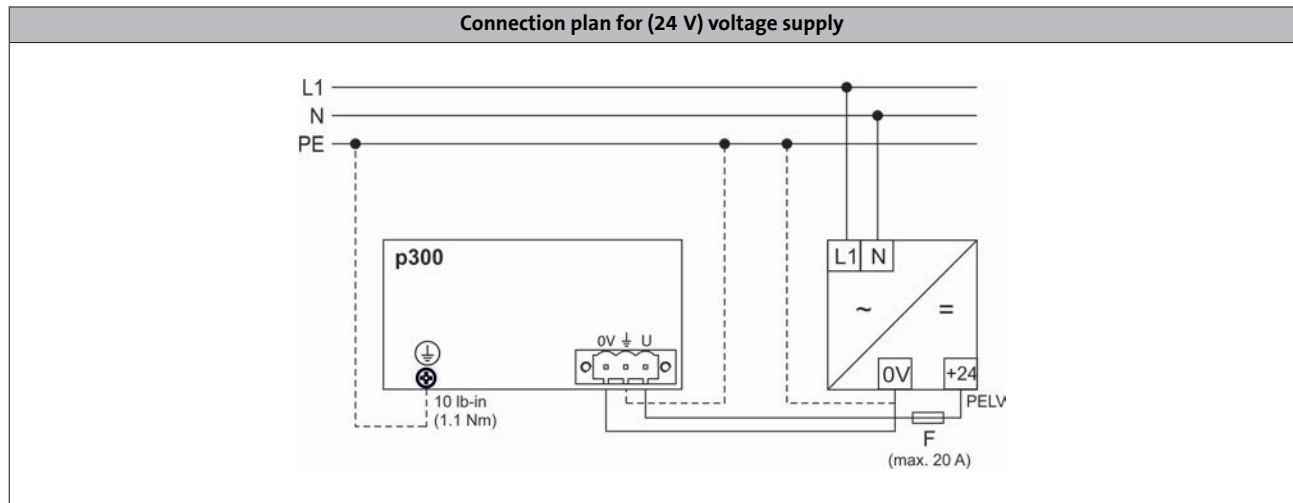 Connection plan for (24 V) voltage supply
L1
N
PE
p300
L1 N
~ =
0V ⏚ U
0V +24
10 lb-in
(1.1 Nm)
PELV
F
(max. 20 A)